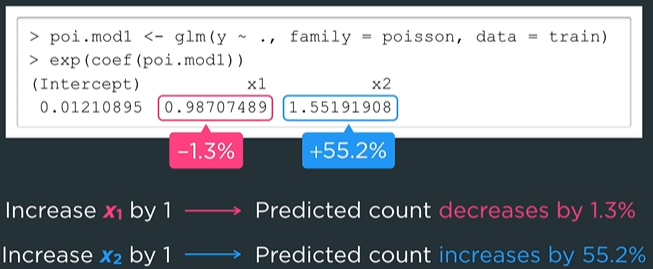 > poi.mod1 <- glm(y ~ ., family = poisson, data = train)
> exp(coef(poi.mod1))
(Intercept) x1 x2
0.01210895 0.98707489 1.55191908
–1.3% +55.2%
Increase x₁ by 1 ⟶ Predicted count decreases by 1.3%
Increase x₂ by 1 ⟶ Predicted count increases by 55.2%